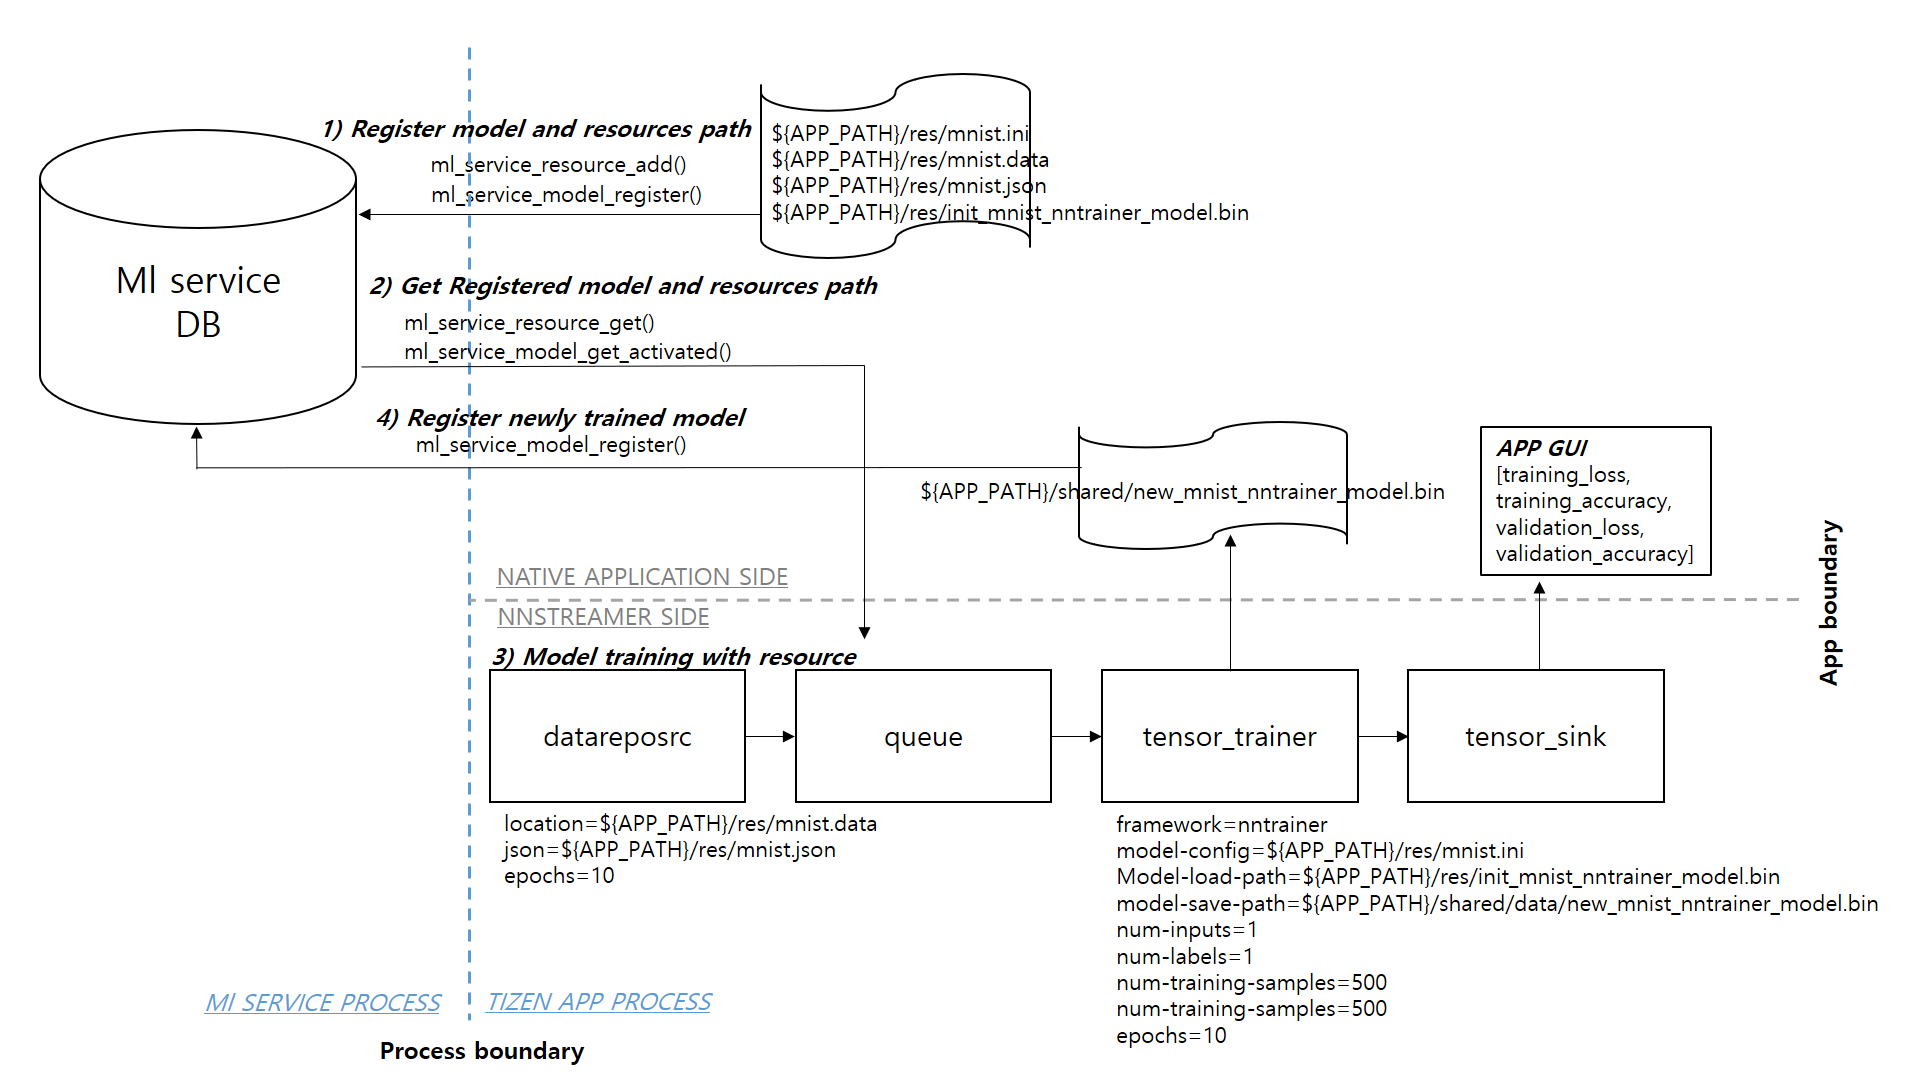 1) Register model and resources path
ml_service_resource_add()
ml_service_model_register()
${APP_PATH}/res/mnist.ini
${APP_PATH}/res/mnist.data
${APP_PATH}/res/mnist.json
${APP_PATH}/res/init_mnist_nntrainer_model.bin
Ml service
DB
2) Get Registered model and resources path
ml_service_resource_get()
ml_service_model_get_activated()
4) Register newly trained model
ml_service_model_register()
${APP_PATH}/shared/new_mnist_nntrainer_model.bin
APP GUI
[training_loss,
training_accuracy,
validation_loss,
validation_accuracy]
App boundary
NATIVE APPLICATION SIDE
NNSTREAMER SIDE
3) Model training with resource
datareposrc
queue
tensor_trainer
tensor_sink
location=${APP_PATH}/res/mnist.data
json=${APP_PATH}/res/mnist.json
epochs=10
framework=nntrainer
model-config=${APP_PATH}/res/mnist.ini
Model-load-path=${APP_PATH}/res/init_mnist_nntrainer_model.bin
model-save-path=${APP_PATH}/shared/data/new_mnist_nntrainer_model.bin
num-inputs=1
num-labels=1
num-training-samples=500
num-training-samples=500
epochs=10
Ml SERVICE PROCESS
TIZEN APP PROCESS
Process boundary